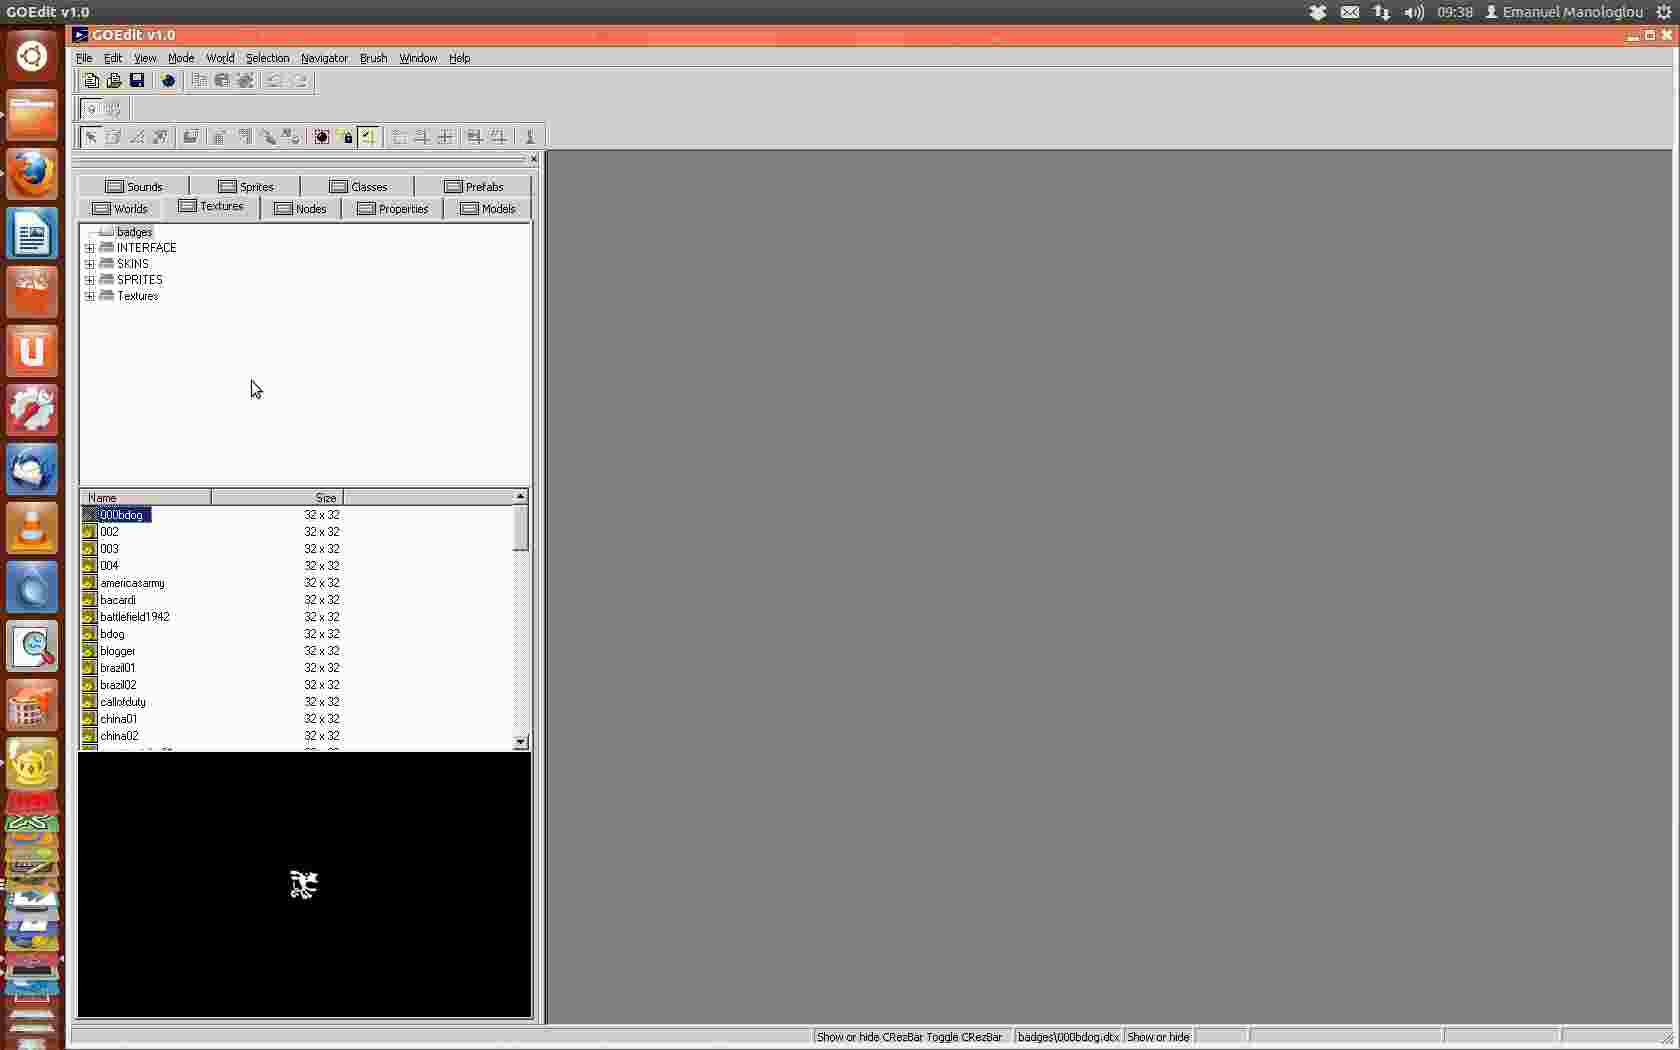 GOEdit v1.0
09:38 Emanuel Manologlou
GOEdit v1.0
File Edit View Mode World Selection Navigator Brush Window Help
Sounds Sprites Classes Prefabs
Worlds Textures Nodes Properties Models
badges
INTERFACE
SKINS
SPRITES
Textures
Name Size
000bdog 32 x 32
002 32 x 32
003 32 x 32
004 32 x 32
americasarmy 32 x 32
bacardi 32 x 32
battlefield1942 32 x 32
bdog 32 x 32
blogger 32 x 32
brazil01 32 x 32
brazil02 32 x 32
callofduty 32 x 32
china01 32 x 32
china02 32 x 32
Show or hide CRezBar Toggle CRezBar badges\000bdog.dtx Show or hide